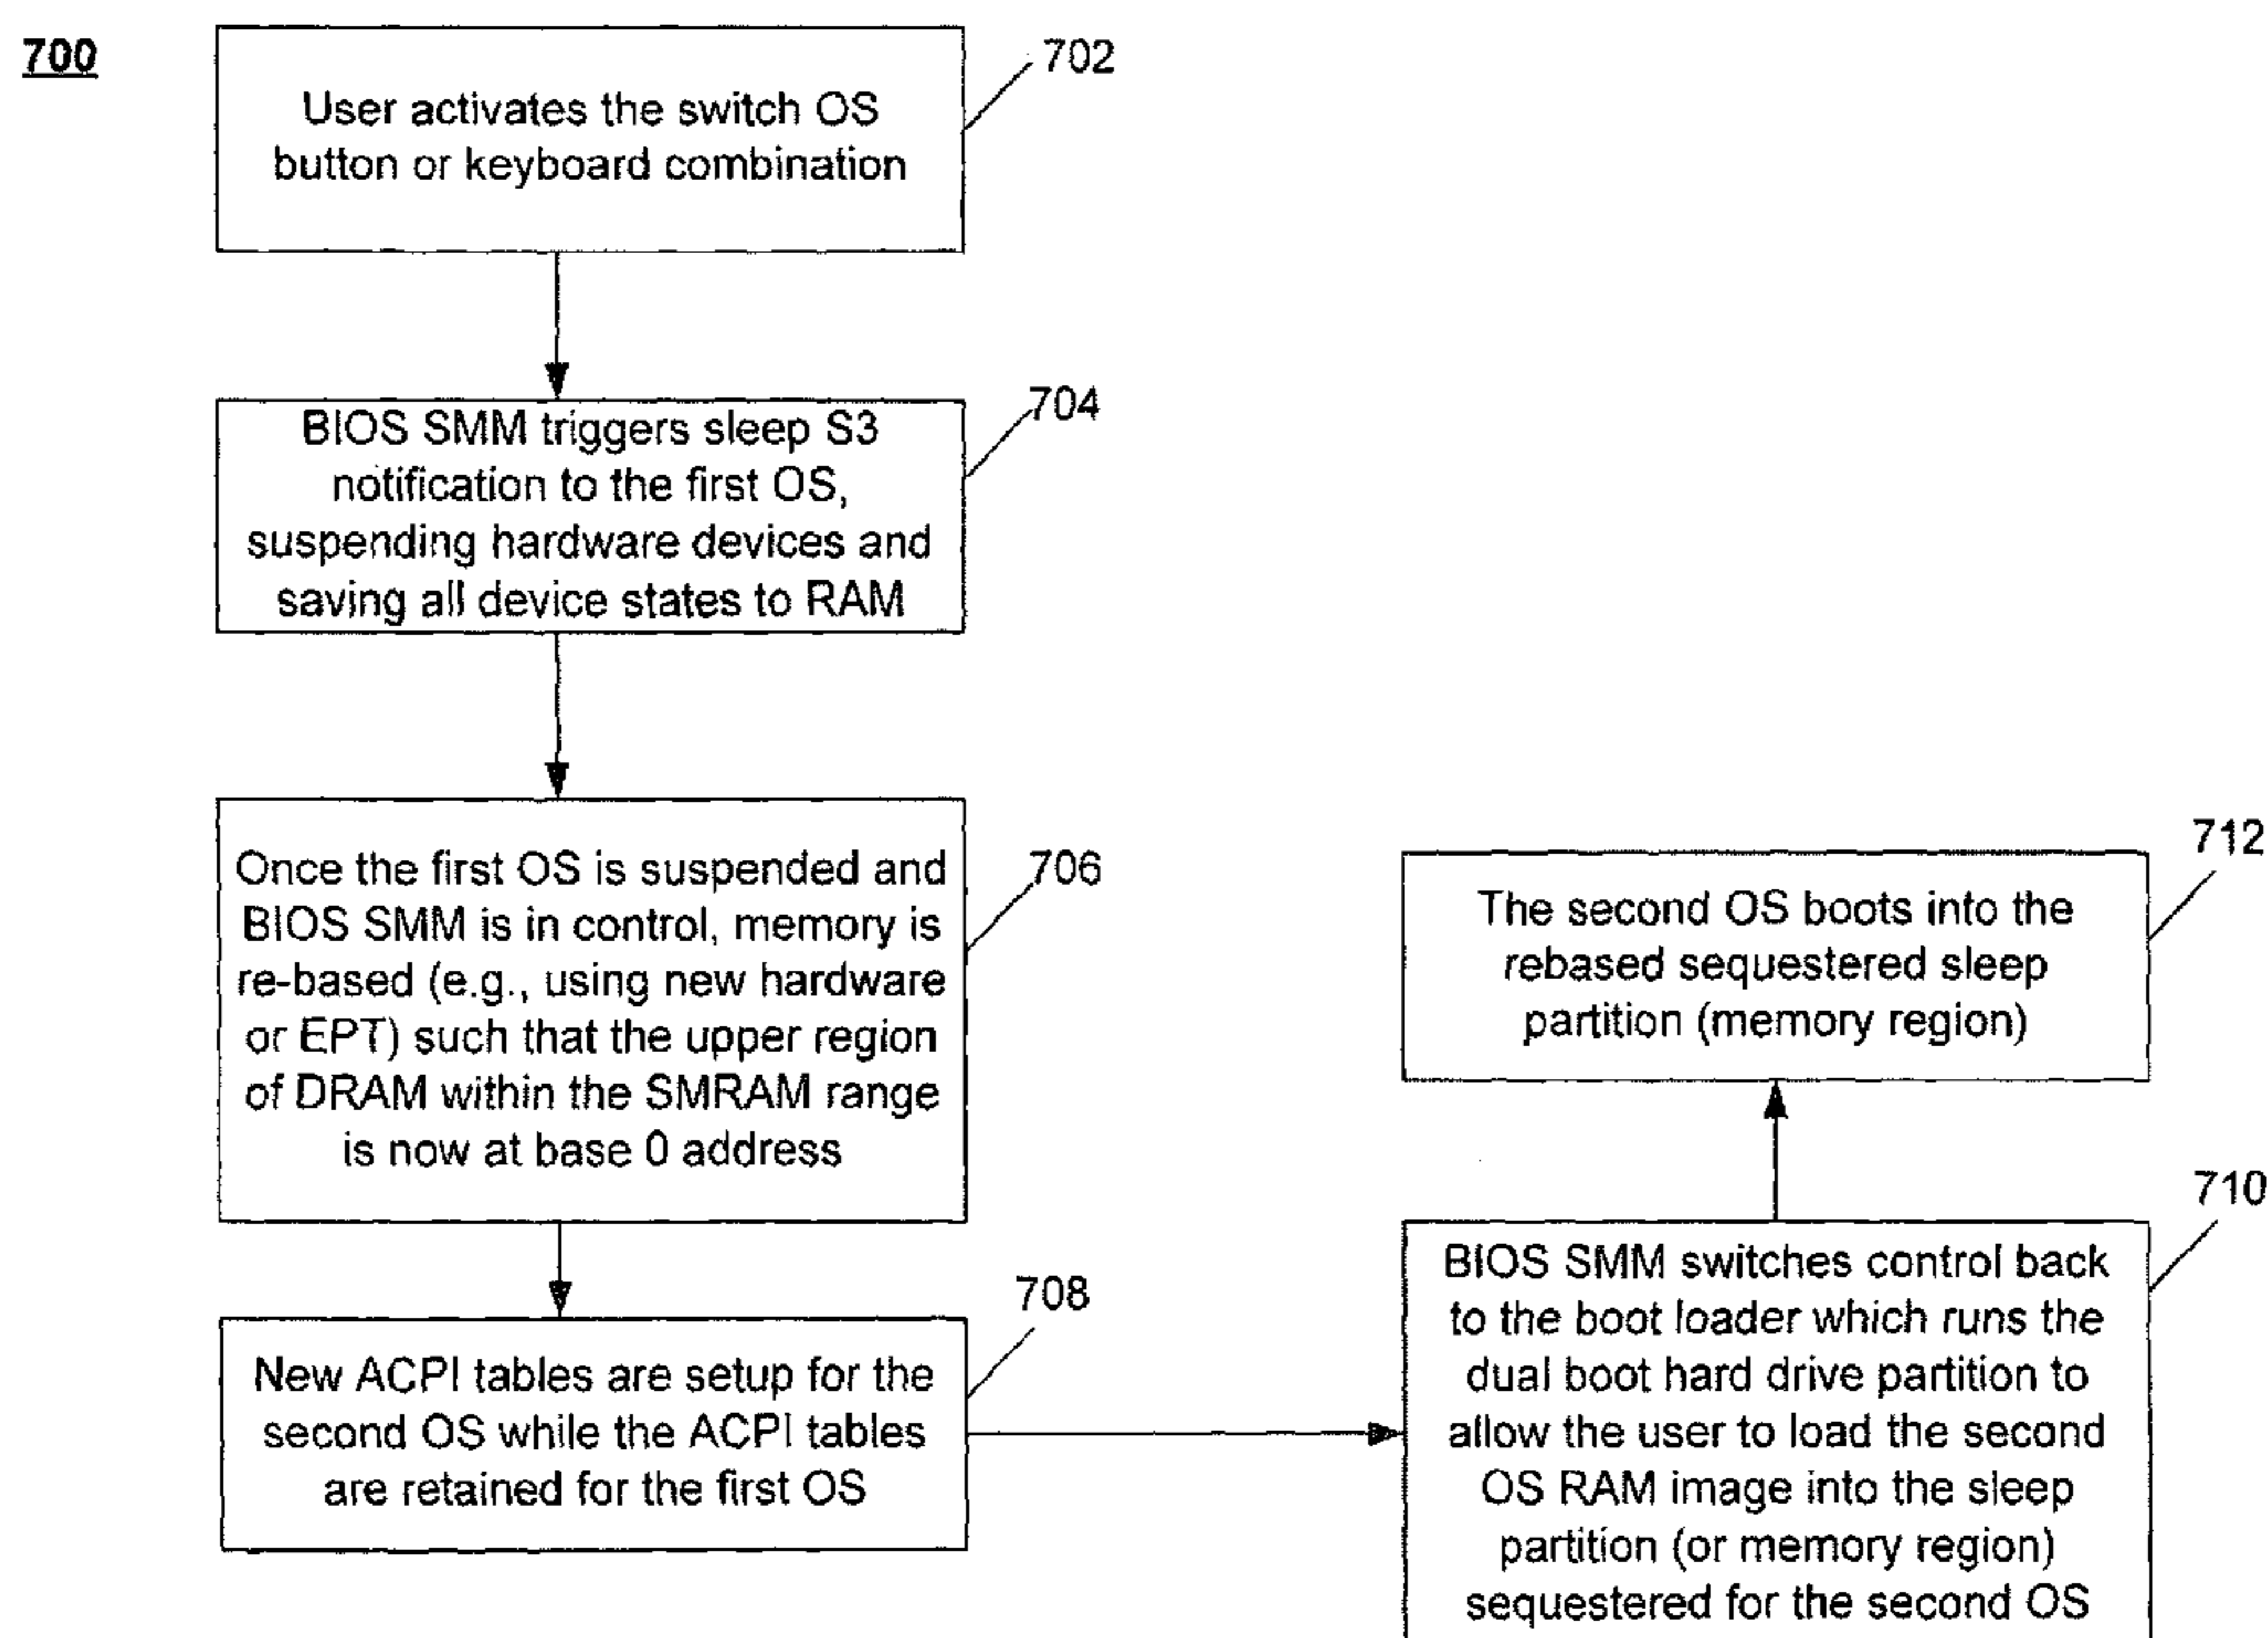 700
User activates the switch OS
button or keyboard combination
702
BIOS SMM triggers sleep S3
notification to the first OS,
suspending hardware devices and
saving all device states to RAM
704
Once the first OS is suspended and
BIOS SMM is in control, memory is
re-based (e.g., using new hardware
or EPT) such that the upper region
of DRAM within the SMRAM range
is now at base 0 address
706
New ACPI tables are setup for the
second OS while the ACPI tables
are retained for the first OS
708
BIOS SMM switches control back
to the boot loader which runs the
dual boot hard drive partition to
allow the user to load the second
OS RAM image into the sleep
partition (or memory region)
sequestered for the second OS
710
The second OS boots into the
rebased sequestered sleep
partition (memory region)
712